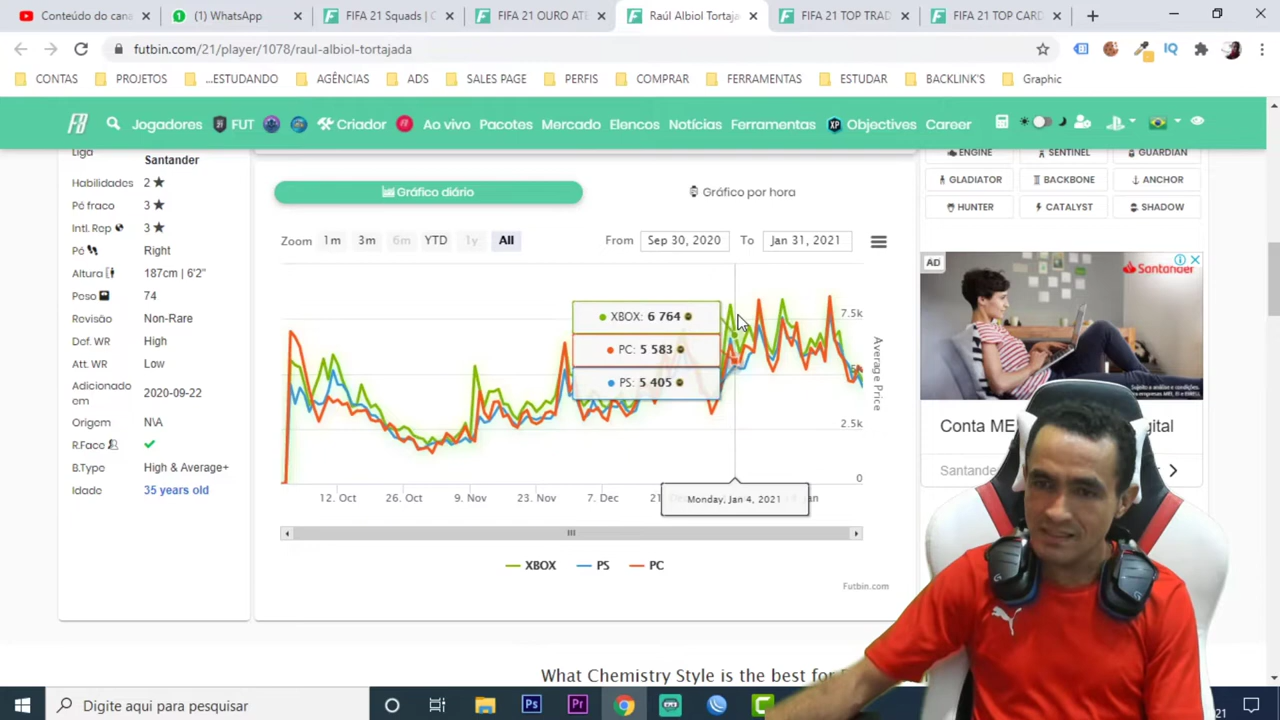 Conteúdo do cana
(1) WhatsApp
FIFA 21 Squads | C
FIFA 21 OURO ATE
Raúl Albiol Tortaja
FIFA 21 TOP TRAD
FIFA 21 TOP CARD
futbin.com/21/player/1078/raul-albiol-tortajada
CONTAS
PROJETOS
...ESTUDANDO
AGÊNCIAS
ADS
SALES PAGE
PERFIS
COMPRAR
FERRAMENTAS
ESTUDAR
BACKLINK'S
Graphic
Jogadores
FUT
Criador
Ao vivo
Pacotes
Mercado
Elencos
Notícias
Ferramentas
XP Objectives
Career
Liga
Santander
Habilidades 2
Pé fraco 3
Intl. Rep 3
Pé Right
Altura 187cm | 6'2"
Peso 74
Revisão Non-Rare
Def. WR High
Att. WR Low
Adicionado em 2020-09-22
Origem N\A
R.Face
B.Type High & Average+
Idade 35 years old
Gráfico diário
Gráfico por hora
Zoom 1m 3m 6m YTD 1y All
From Sep 30, 2020 To Jan 31, 2021
XBOX: 6 764
PC: 5 583
PS: 5 405
7.5k
2.5k
0
Average Price
12. Oct
26. Oct
9. Nov
23. Nov
7. Dec
Monday, Jan 4, 2021
XBOX
PS
PC
Futbin.com
What Chemistry Style is the best for
ENGINE
SENTINEL
GUARDIAN
GLADIATOR
BACKBONE
ANCHOR
HUNTER
CATALYST
SHADOW
AD
Santander
Conta ME
gital
Santande
Digite aqui para pesquisar
Ps
Pr
21